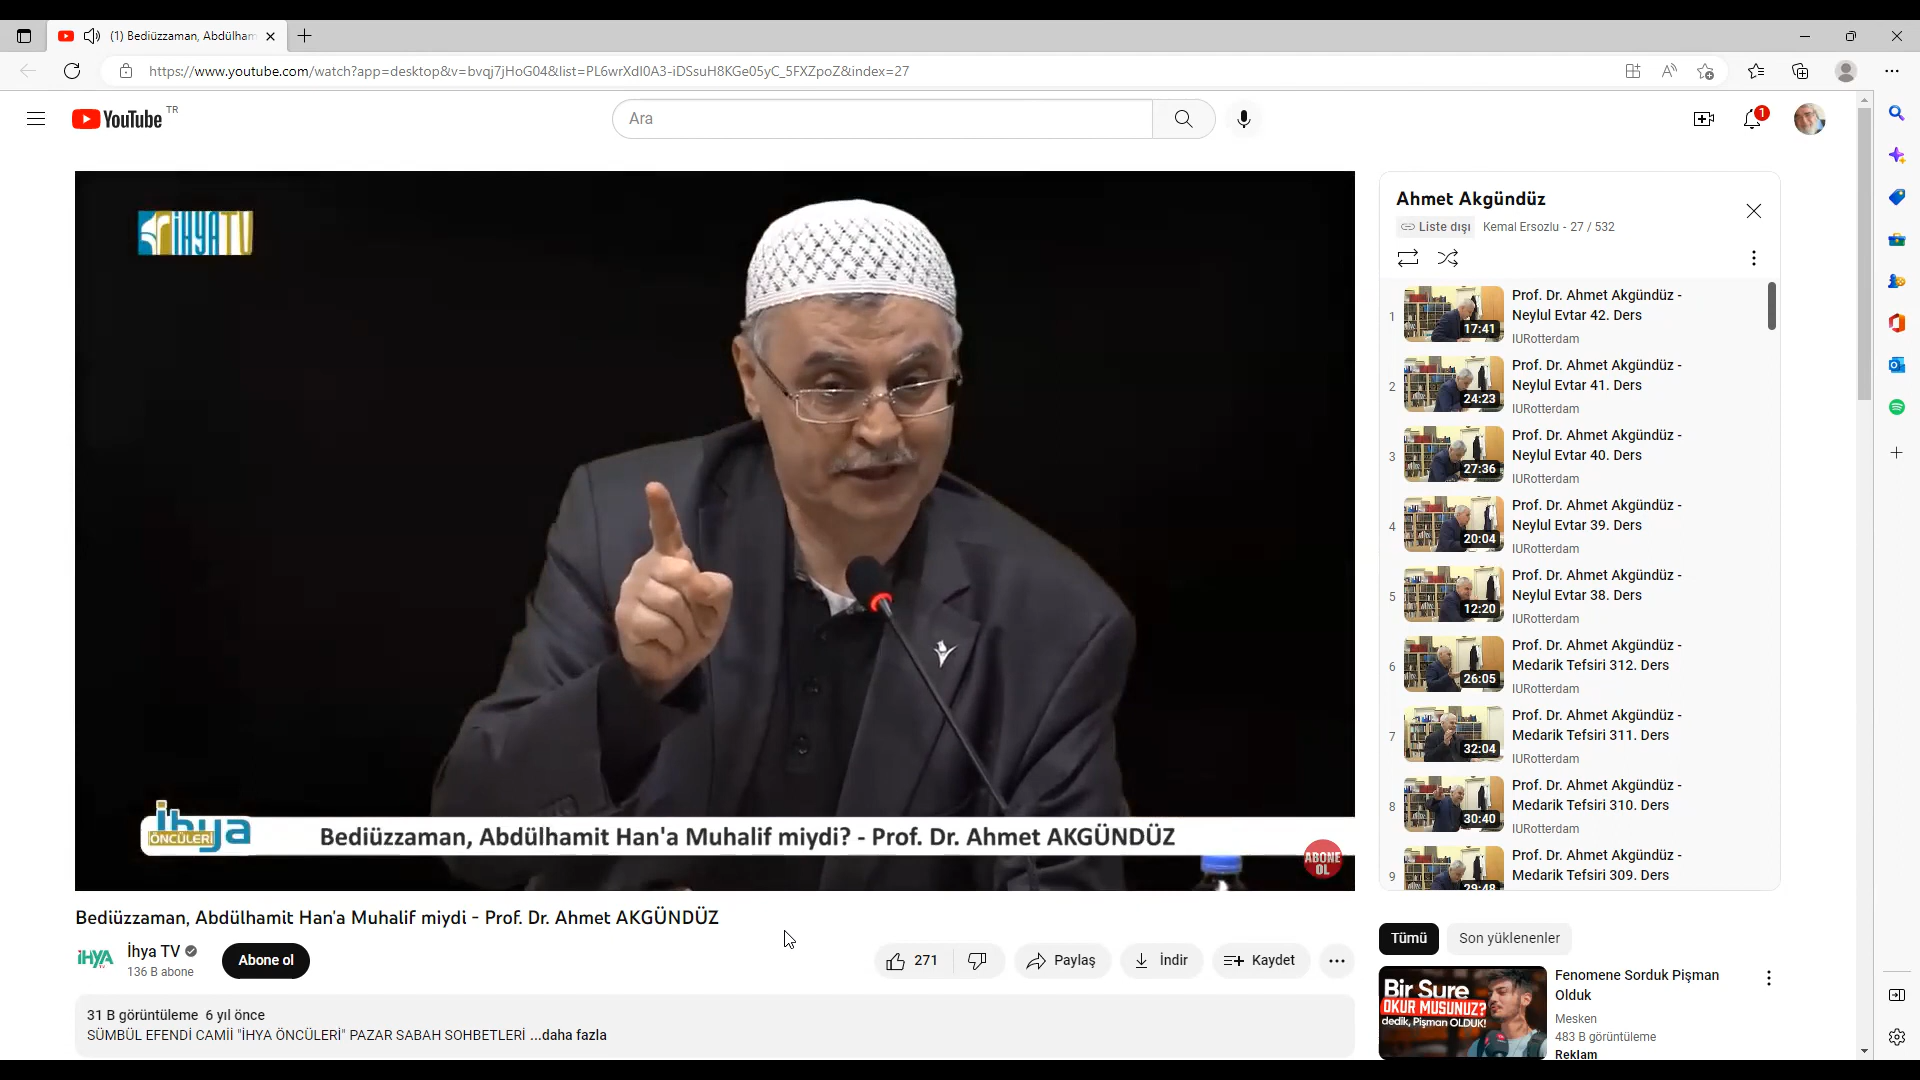 (1) Bediüzzaman, Abdülham
https://www.youtube.com/watch?app=desktop&v=bvqj7jHoG04&list=PL6wrXdI0A3-iDSsuH8KGe05yC_5FXZpoZ&index=27
YouTube TR
Ara
1
iHYA TV
ihya
ÖNCÜLERİ
Bediüzzaman, Abdülhamit Han'a Muhalif miydi? - Prof. Dr. Ahmet AKGÜNDÜZ
ABONE
OL
Bediüzzaman, Abdülhamit Han'a Muhalif miydi - Prof. Dr. Ahmet AKGÜNDÜZ
iHYA
TV
İhya TV
136 B abone
Abone ol
271
Paylaş
İndir
Kaydet
31 B görüntüleme 6 yıl önce
SÜMBÜL EFENDİ CAMİİ "İHYA ÖNCÜLERİ" PAZAR SABAH SOHBETLERİ ...daha fazla
Ahmet Akgündüz
Liste dışı Kemal Ersozlu - 27 / 532
1
17:41
Prof. Dr. Ahmet Akgündüz -
Neylul Evtar 42. Ders
IURotterdam
2
24:23
Prof. Dr. Ahmet Akgündüz -
Neylul Evtar 41. Ders
IURotterdam
3
27:36
Prof. Dr. Ahmet Akgündüz -
Neylul Evtar 40. Ders
IURotterdam
4
20:04
Prof. Dr. Ahmet Akgündüz -
Neylul Evtar 39. Ders
IURotterdam
5
12:20
Prof. Dr. Ahmet Akgündüz -
Neylul Evtar 38. Ders
IURotterdam
6
26:05
Prof. Dr. Ahmet Akgündüz -
Medarik Tefsiri 312. Ders
IURotterdam
7
32:04
Prof. Dr. Ahmet Akgündüz -
Medarik Tefsiri 311. Ders
IURotterdam
8
30:40
Prof. Dr. Ahmet Akgündüz -
Medarik Tefsiri 310. Ders
IURotterdam
9
29:48
Prof. Dr. Ahmet Akgündüz -
Medarik Tefsiri 309. Ders
Tümü
Son yüklenenler
Bir Sure
OKUR MUSUNUZ?
dedik, Pişman OLDUK!
Fenomene Sorduk Pişman
Olduk
Mesken
483 B görüntüleme
Reklam